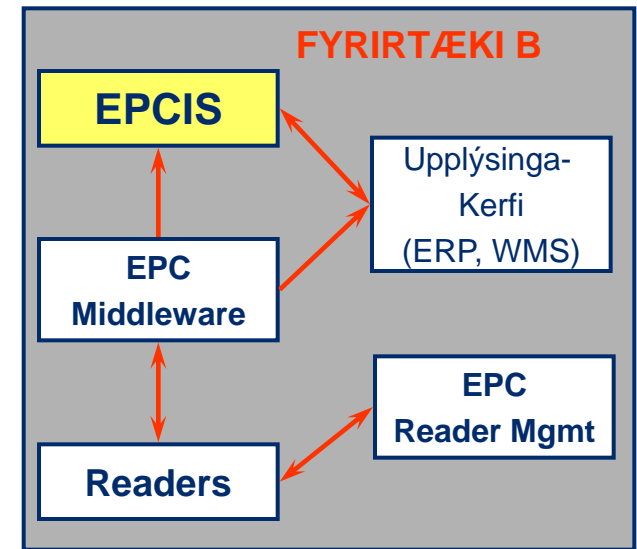 FYRIRTÆKI B
EPCIS
Upplýsinga-
Kerfi
(ERP, WMS)
EPC
Middleware
EPC
Reader Mgmt
Readers